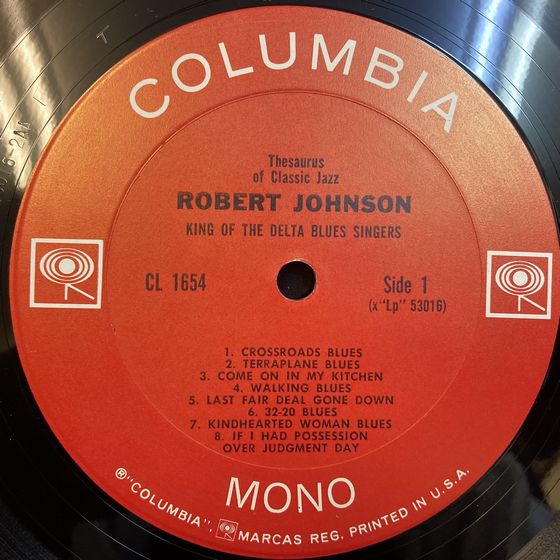 COLUMBIA
Thesaurus
of Classic Jazz
ROBERT JOHNSON
KING OF THE DELTA BLUES SINGERS
CL 1654
Side 1
(x"Lp" 53016)
1. CROSSROADS BLUES
2. TERRAPLANE BLUES
3. COME ON IN MY KITCHEN
4. WALKING BLUES
5. LAST FAIR DEAL GONE DOWN
6. 32-20 BLUES
7. KINDHEARTED WOMAN BLUES
8. IF I HAD POSSESSION
OVER JUDGMENT DAY
MONO
®"COLUMBIA", MARCAS REG. PRINTED IN U.S.A.